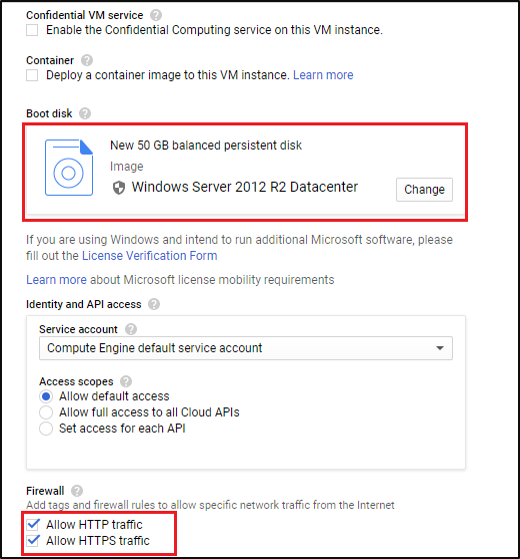 Confidential VM service
Enable the Confidential Computing service on this VM instance.
Container
Deploy a container image to this VM instance. Learn more
Boot disk
New 50 GB balanced persistent disk
Image
Windows Server 2012 R2 Datacenter
Change
If you are using Windows and intend to run additional Microsoft software, please
fill out the License Verification Form
Learn more about Microsoft license mobility requirements
Identity and API access
Service account
Compute Engine default service account
Access scopes
Allow default access
Allow full access to all Cloud APIs
Set access for each API
Firewall
Add tags and firewall rules to allow specific network traffic from the Internet
Allow HTTP traffic
Allow HTTPS traffic